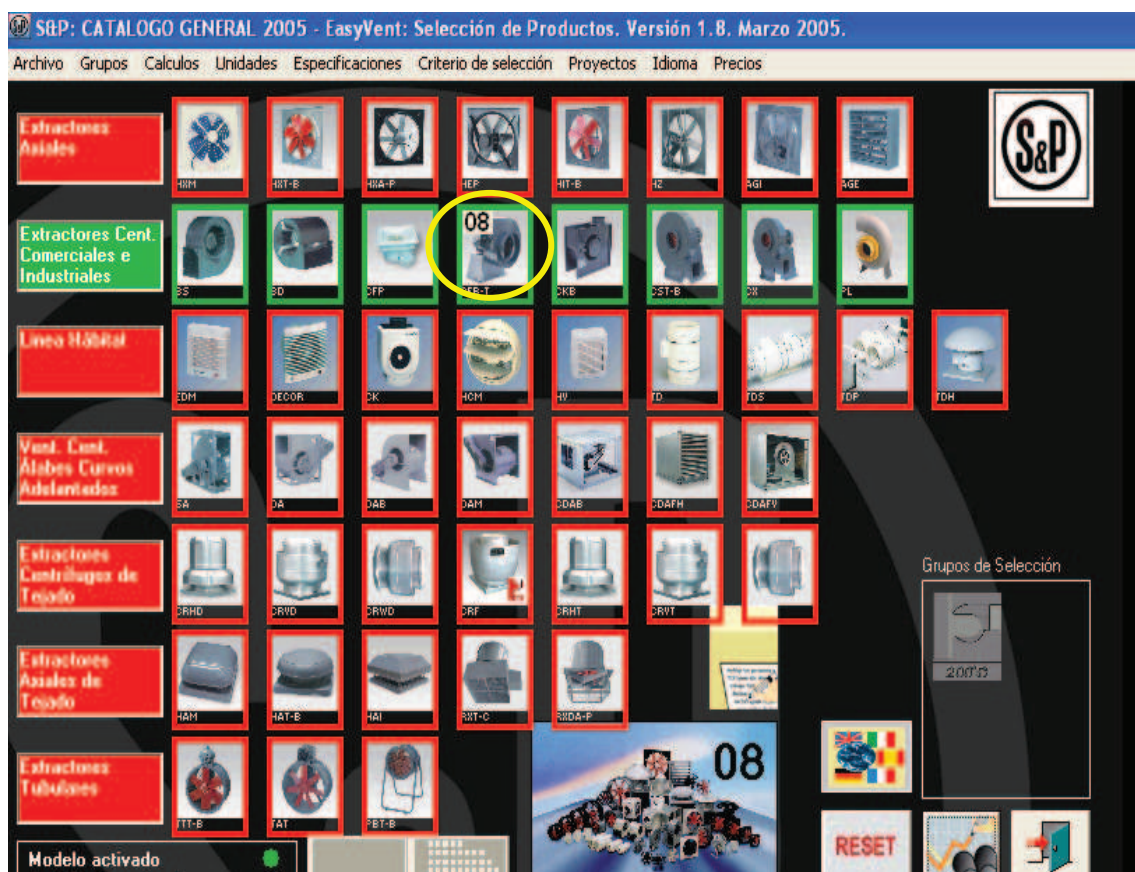 S&P: CATALOGO GENERAL 2005 - EasyVent: Selección de Productos. Versión 1.8. Marzo 2005.
Archivo Grupos Calculos Unidades Especificaciones Criterio de selección Proyectos Idioma Precios
Extractores
Axiales
HXM HXT-B HXA-P HEP HIT-B HZ AGI AGE
S&P
Extractores Cent.
Comerciales e
Industriales
08
BS BD CFP CKB CST-B CX PL
Linea Hábital
EDM DECOR CK HCM HV TD TDS TDP TDH
Vent. Cent.
Álabes Curvos
Adelantados
SA DA DAB DAM CDAB CDAFH CDAFV
Extractores
Centrífugos de
Tejado
CRHD CRVD CRWD CRF CRHT CRVT
Grupos de Selección
Extractores
Axiales de
Tejado
HAM HAT-B HAI RXT-C RXDA-P
Extractores
Tubulares
TTT-B TAT PBT-B
08
RESET
Modelo activado